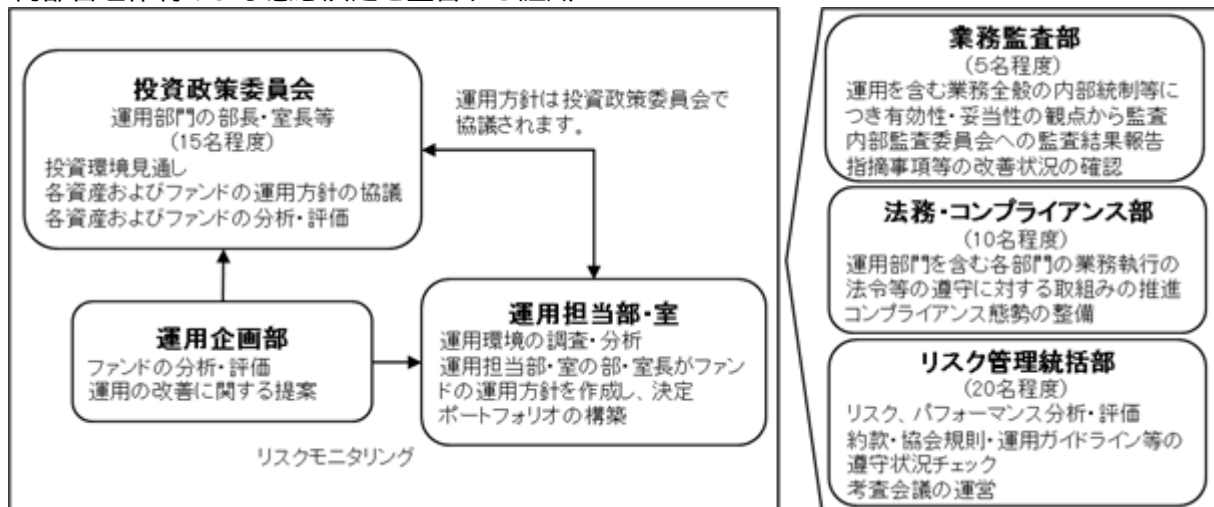 投資政策委員会
運用部門の部長・室長等
(15名程度)
投資環境見通し
各資産およびファンドの運用方針の協議
各資産およびファンドの分析・評価
運用方針は投資政策委員会で
協議されます。
運用企画部
ファンドの分析・評価
運用の改善に関する提案
運用担当部・室
運用環境の調査・分析
運用担当部・室の部・室長がファン
ドの運用方針を作成し、決定
ポートフォリオの構築
リスクモニタリング
業務監査部
(5名程度)
運用を含む業務全般の内部統制等に
つき有効性・妥当性の観点から監査
内部監査委員会への監査結果報告
指摘事項等の改善状況の確認
法務・コンプライアンス部
(10名程度)
運用部門を含む各部門の業務執行の
法令等の遵守に対する取組みの推進
コンプライアンス態勢の整備
リスク管理統括部
(20名程度)
リスク、パフォーマンス分析・評価
約款・協会規則・運用ガイドライン等の
遵守状況チェック
考査会議の運営